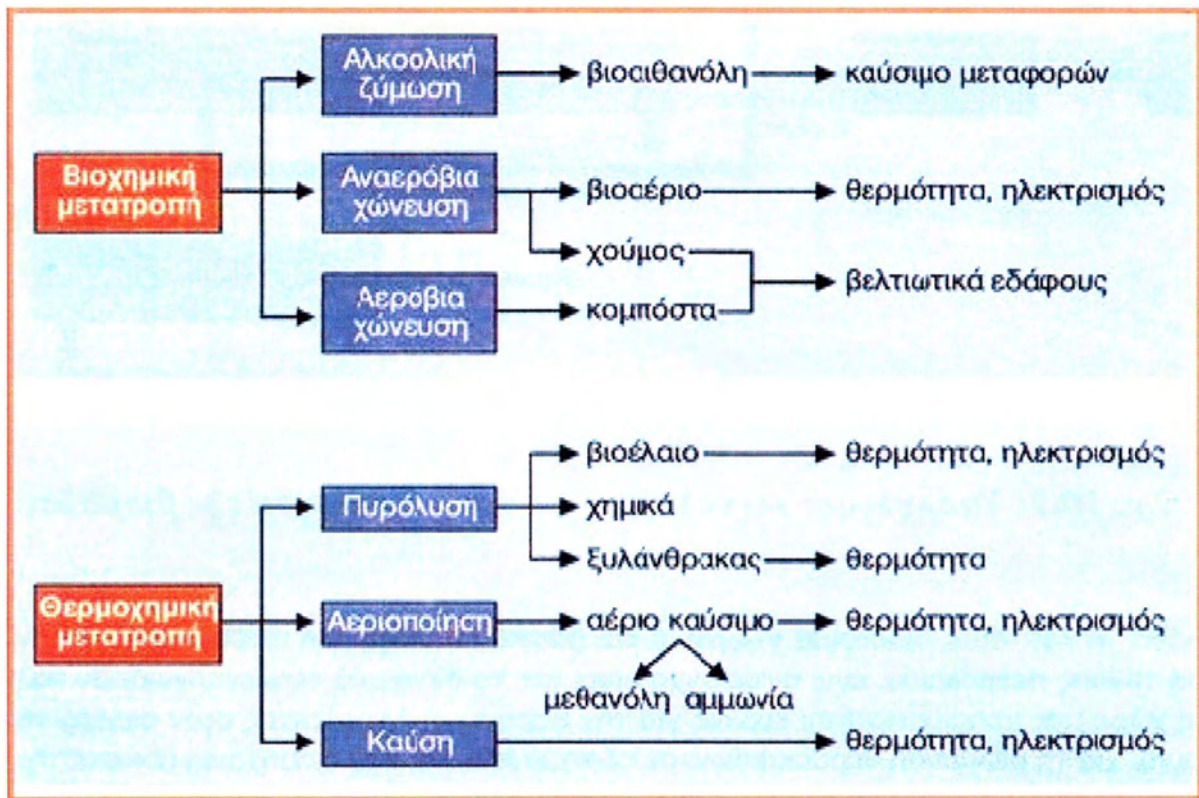 Αλκοολική
ζύμωση
βιοαιθανόλη
καύσιμο μεταφορών
Βιοχημική
μετατροπή
Αναερόβια
χώνευση
βιοαέριο
θερμότητα, ηλεκτρισμός
χούμος
βελτιωτικά εδάφους
Αερόβια
χώνευση
κομπόστα
Πυρόλυση
βιοέλαιο
θερμότητα, ηλεκτρισμός
χημικά
ξυλάνθρακας
θερμότητα
Θερμοχημική
μετατροπή
Αεριοποίηση
αέριο καύσιμο
θερμότητα, ηλεκτρισμός
μεθανόλη αμμωνία
Καύση
θερμότητα, ηλεκτρισμός